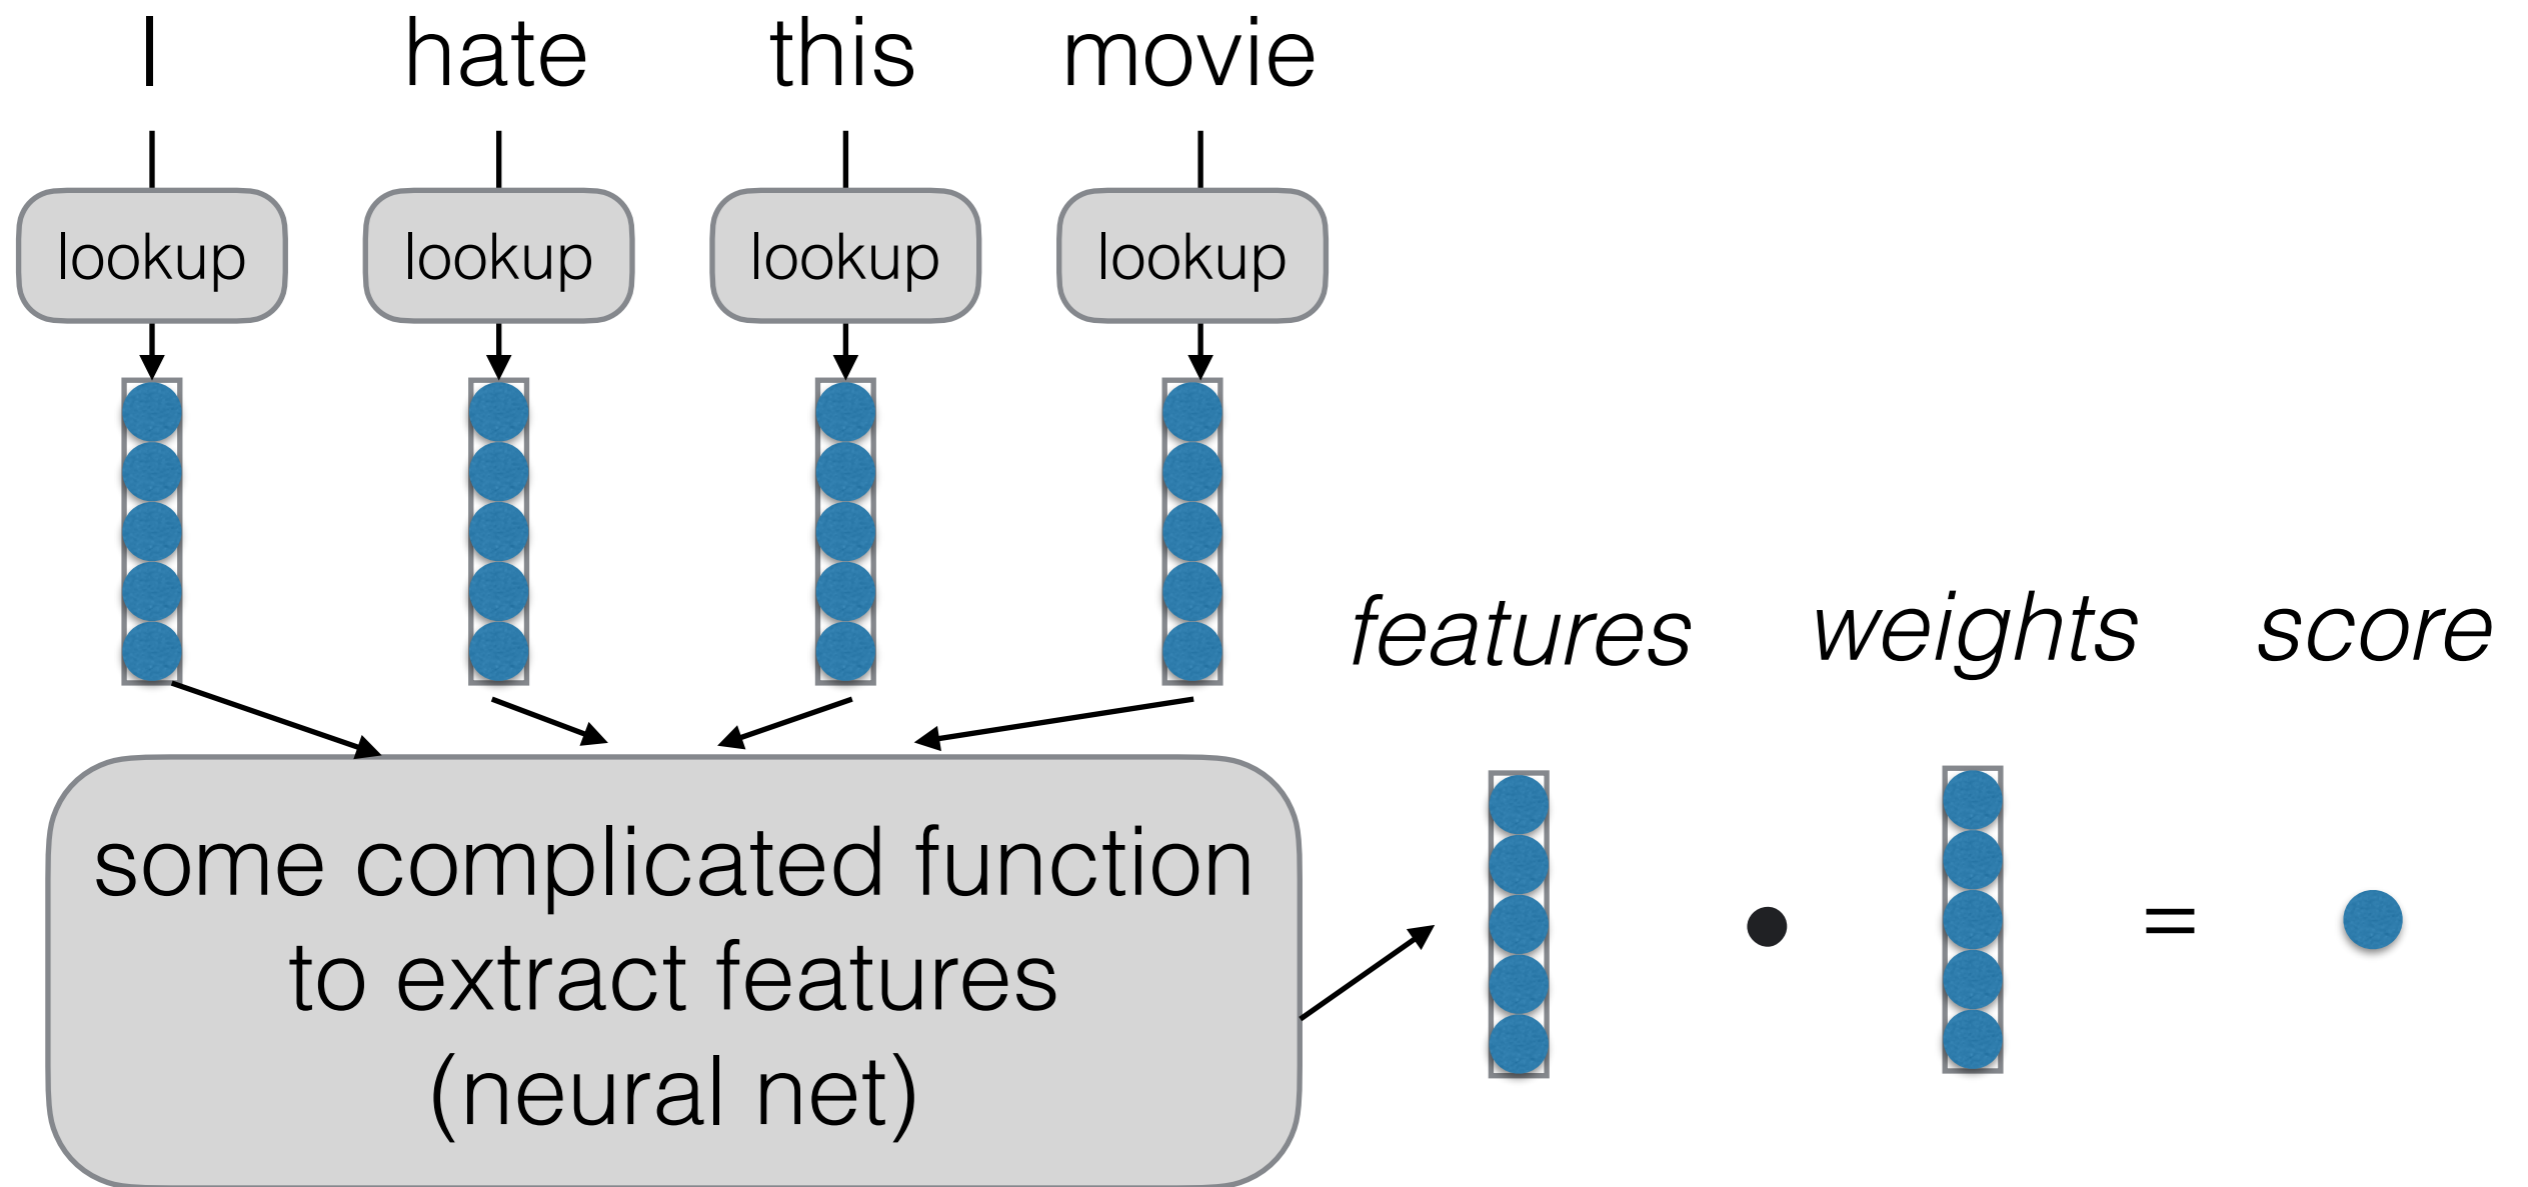 I hate this movie
lookup lookup lookup lookup
features weights score
some complicated function
to extract features
(neural net)
=